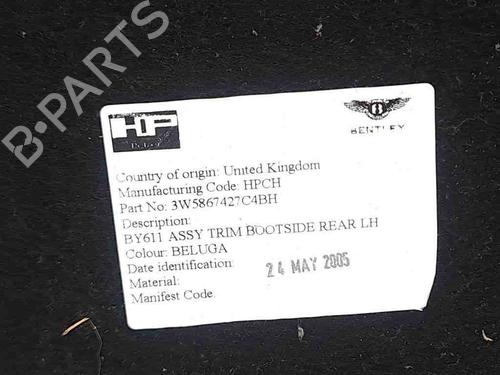 B-PARTS
HP
BENTLEY
Country of origin: United Kingdom
Manufacturing Code: HPCH
Part No: 3W5867427C4BH
Description:
BY611 ASSY TRIM BOOTSIDE REAR LH
Colour: BELUGA
Date identification: 24 MAY 2005
Material:
Manifest Code